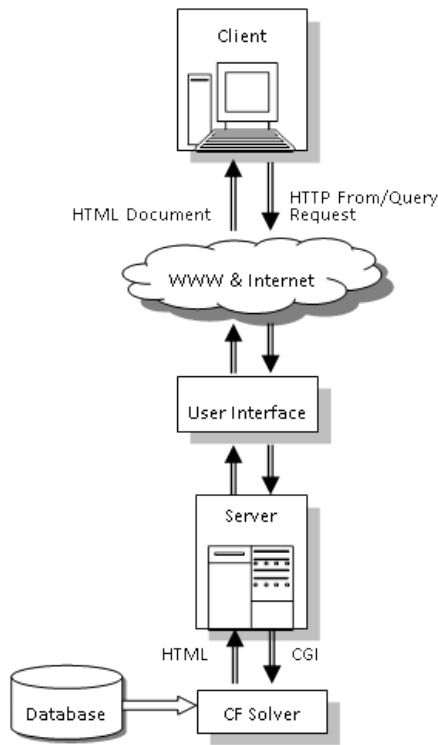 Client
HTML Document
HTTP From/Query
Request
WWW & Internet
User Interface
Server
HTML
CGI
Database
CF Solver